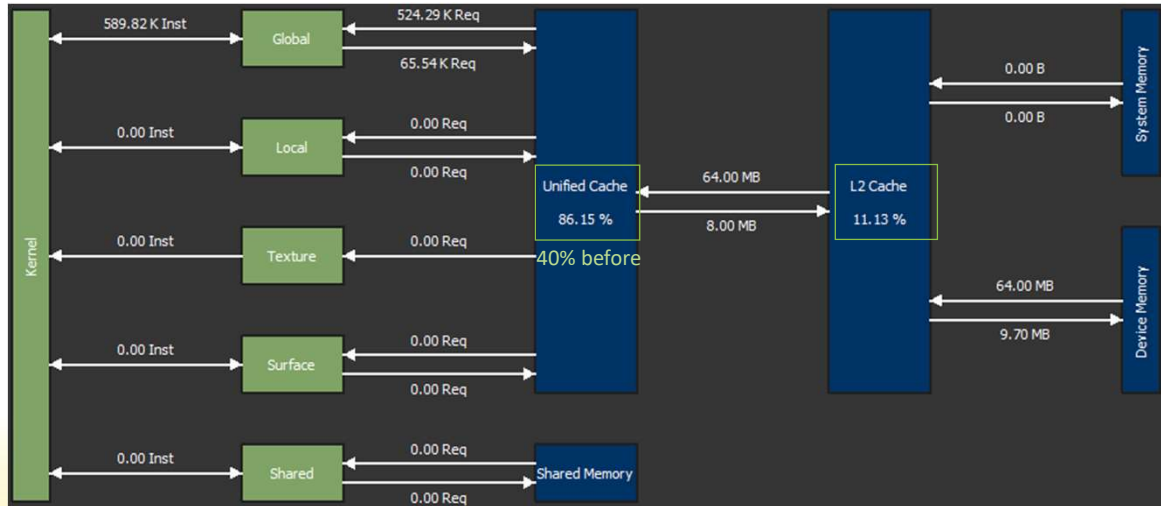 Kernel
589.82 K Inst
Global
524.29 K Req
65.54 K Req
0.00 Inst
Local
0.00 Req
0.00 Req
0.00 Inst
Texture
0.00 Req
0.00 Inst
Surface
0.00 Req
0.00 Req
0.00 Inst
Shared
0.00 Req
0.00 Req
Unified Cache
86.15 %
40% before
Shared Memory
64.00 MB
8.00 MB
L2 Cache
11.13 %
0.00 B
0.00 B
System Memory
64.00 MB
9.70 MB
Device Memory